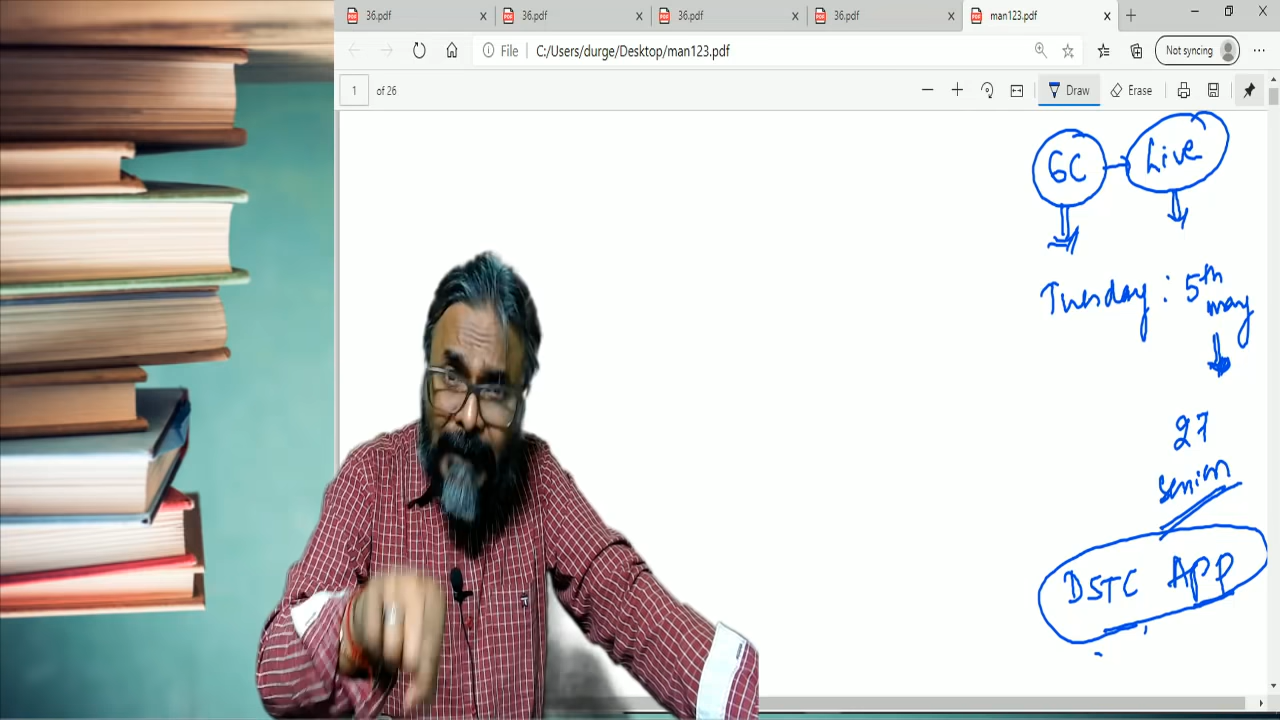 36.pdf 36.pdf 36.pdf 36.pdf man123.pdf
File C:/Users/durge/Desktop/man123.pdf Not syncing
1 of 26 Draw Erase
GC Live
Tuesday : 5th
may
27
DSTC APP